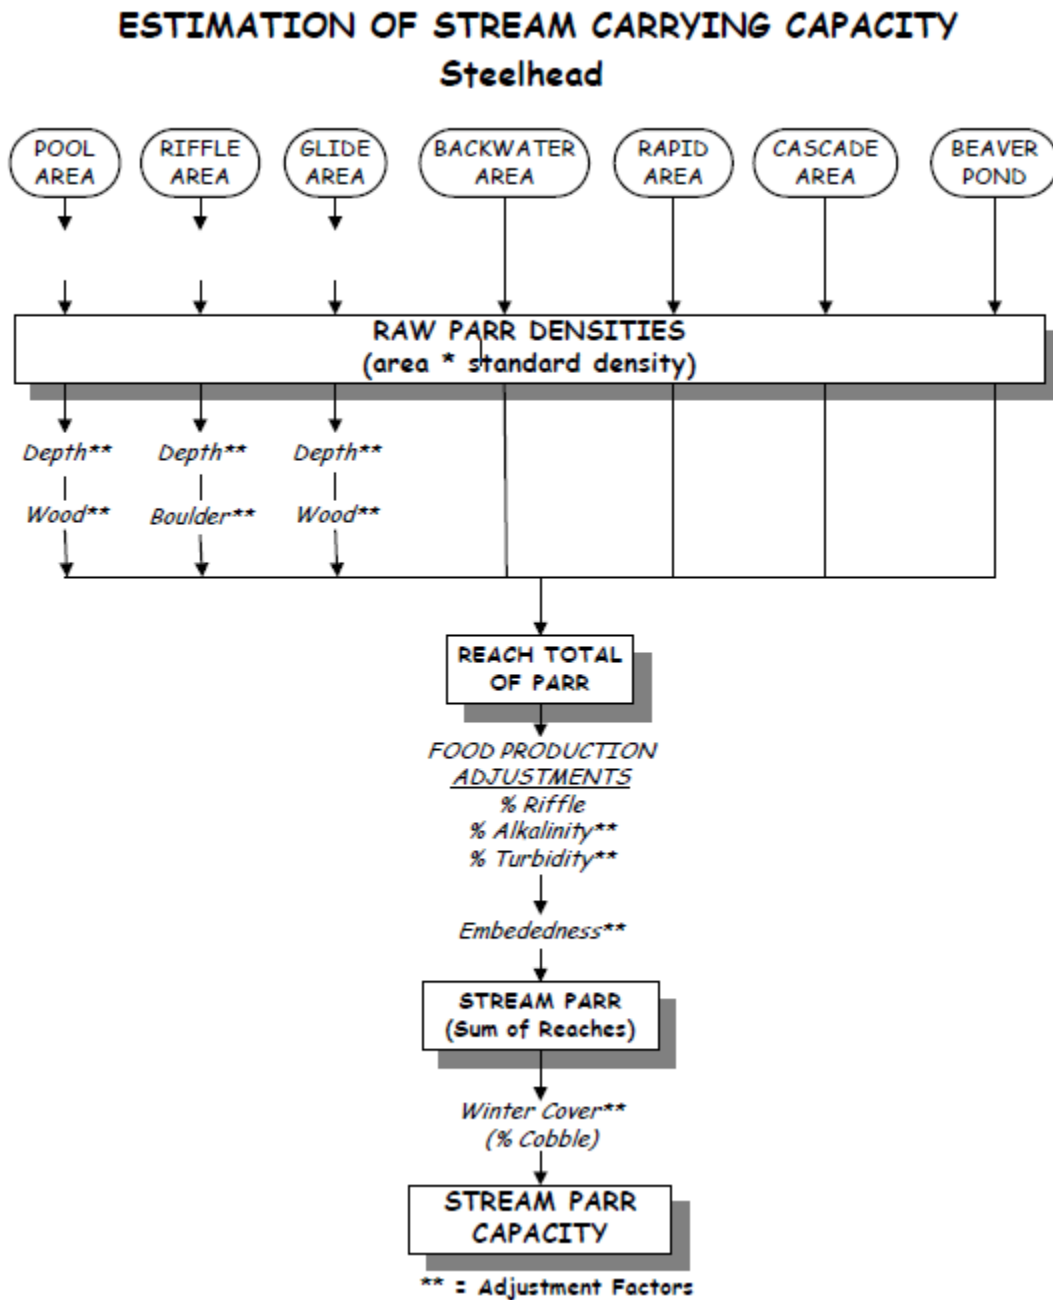 ESTIMATION OF STREAM CARRYING CAPACITY
Steelhead
POOL AREA
RIFFLE AREA
GLIDE AREA
BACKWATER AREA
RAPID AREA
CASCADE AREA
BEAVER POND
RAW PARR DENSITIES
(area * standard density)
Depth** Depth** Depth**
Wood** Boulder** Wood**
REACH TOTAL
OF PARR
FOOD PRODUCTION
ADJUSTMENTS
% Riffle
% Alkalinity**
% Turbidity**
Embededness**
STREAM PARR
(Sum of Reaches)
Winter Cover**
(% Cobble)
STREAM PARR
CAPACITY
** = Adjustment Factors